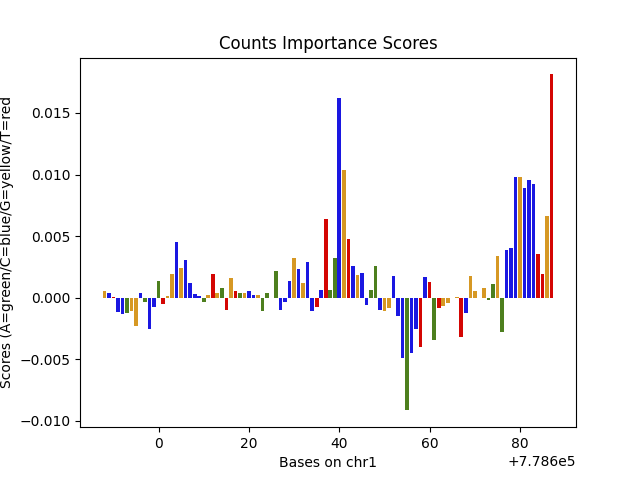 Counts Importance Scores
Scores (A=green/C=blue/G=yellow/T=red
0.015
0.010
0.005
0.000
−0.005
−0.010
0 20 40 60 80
Bases on chr1
+7.786e5